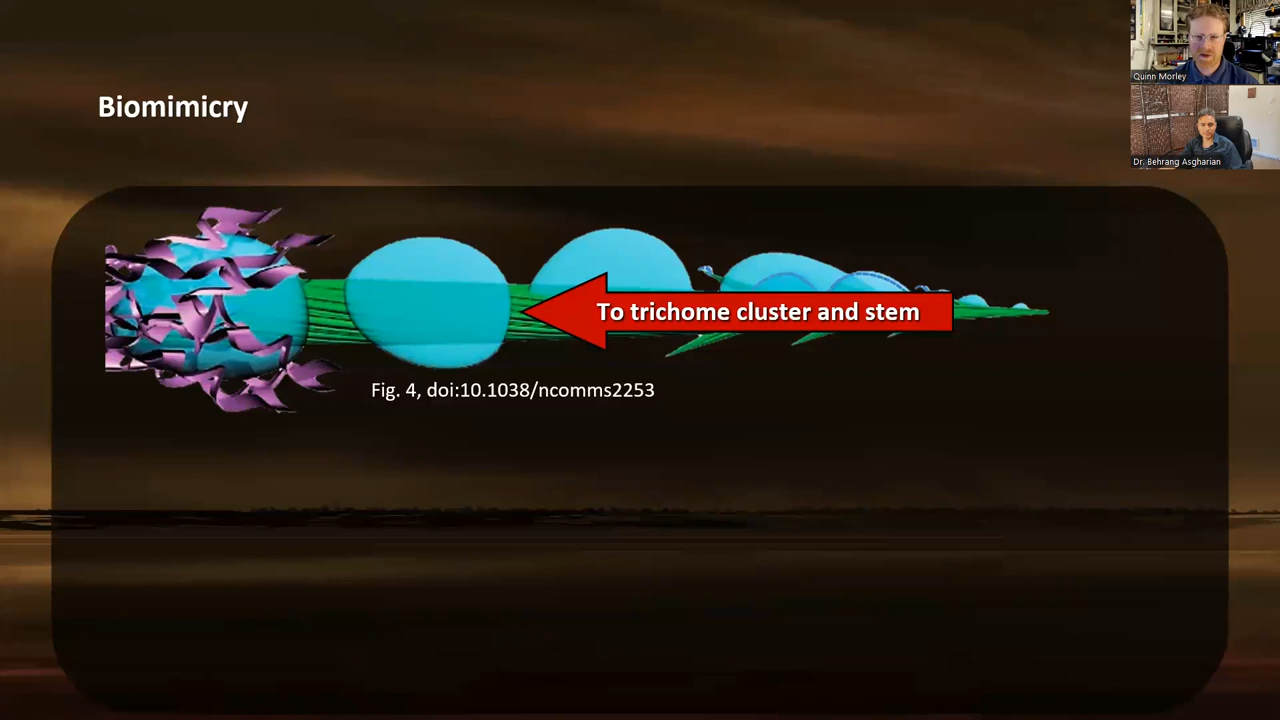 Quinn Morley
Biomimicry
Dr. Behrang Asgharian
To trichome cluster and stem
Fig. 4, doi:10.1038/ncomms2253